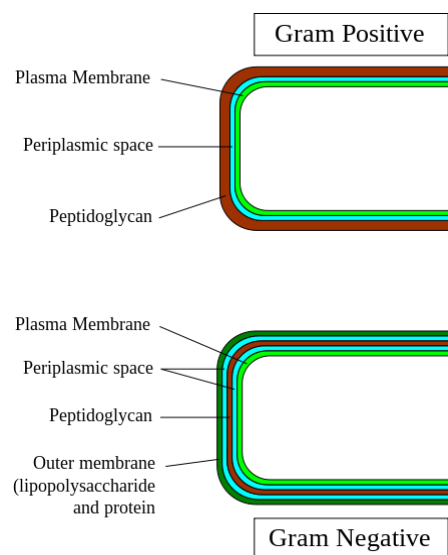 Gram Positive
Plasma Membrane
Periplasmic space
Peptidoglycan
Plasma Membrane
Periplasmic space
Peptidoglycan
Outer membrane
(lipopolysaccharide
and protein
Gram Negative